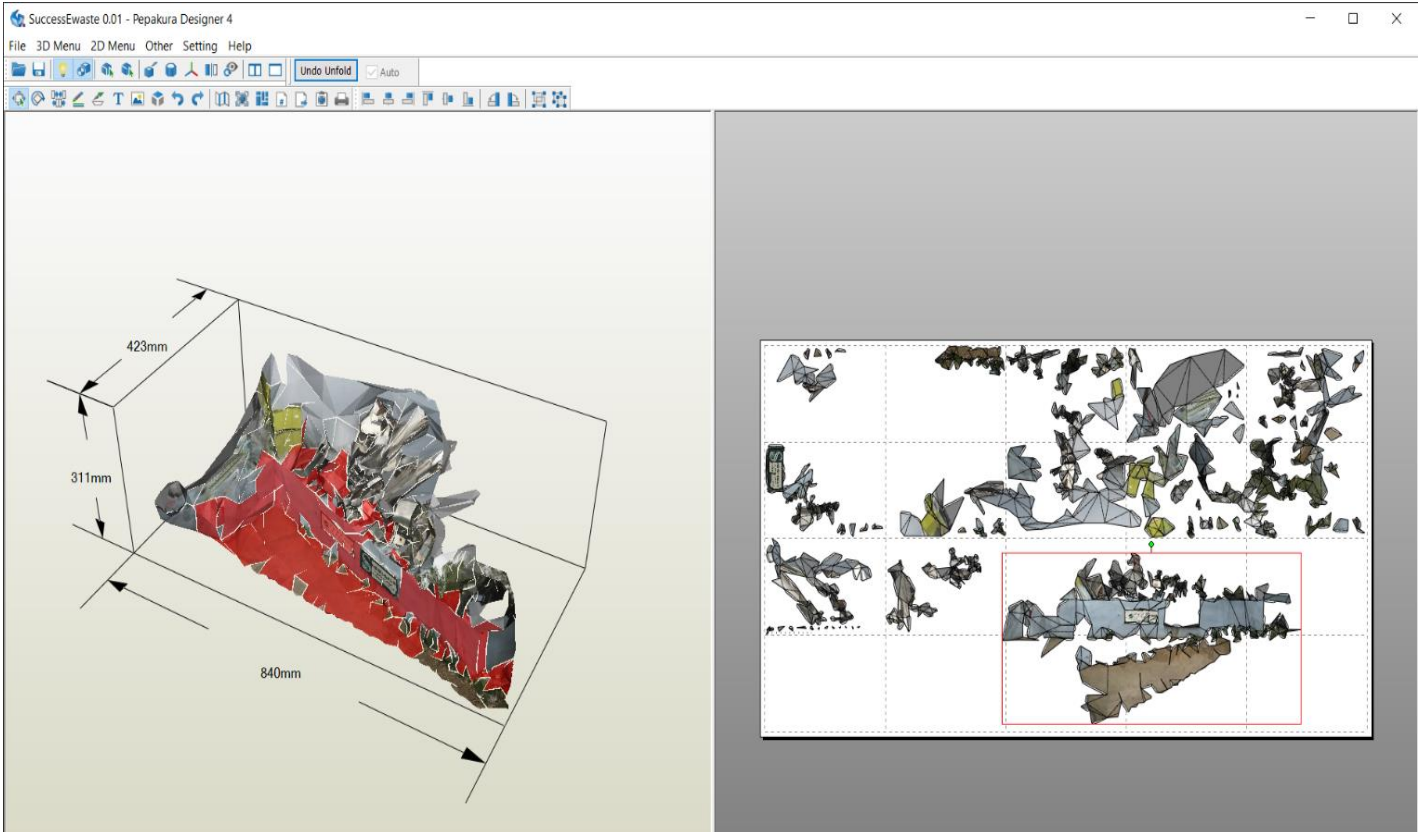 SuccessEwaste 0.01 - Pepakura Designer 4
File 3D Menu 2D Menu Other Setting Help
Undo Unfold Auto
T
423mm
311mm
840mm